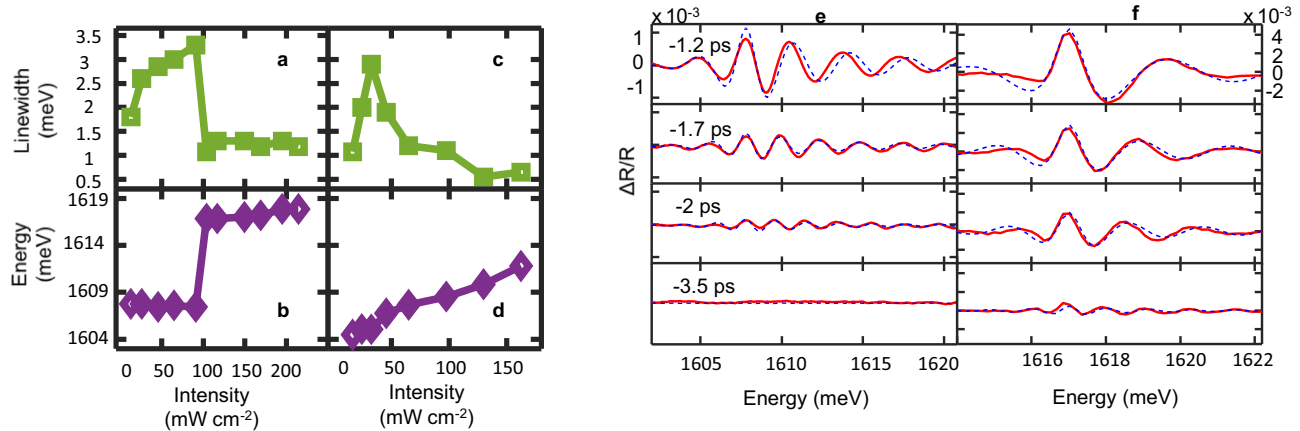 3.5
3
2.5
2
1.5
1
0.5
Linewidth
(meV)
a
c
1619
1614
1609
1604
Energy
(meV)
b
d
0 50 100 150 200
0 50 100 150
Intensity
(mW cm-2)
Intensity
(mW cm-2)
x 10-3
e
f
x 10-3
1
0
-1
-1.2 ps
4
2
0
-2
-1.7 ps
ΔR/R
-2 ps
-3.5 ps
1605 1610 1615 1620
1616 1618 1620 1622
Energy (meV)
Energy (meV)